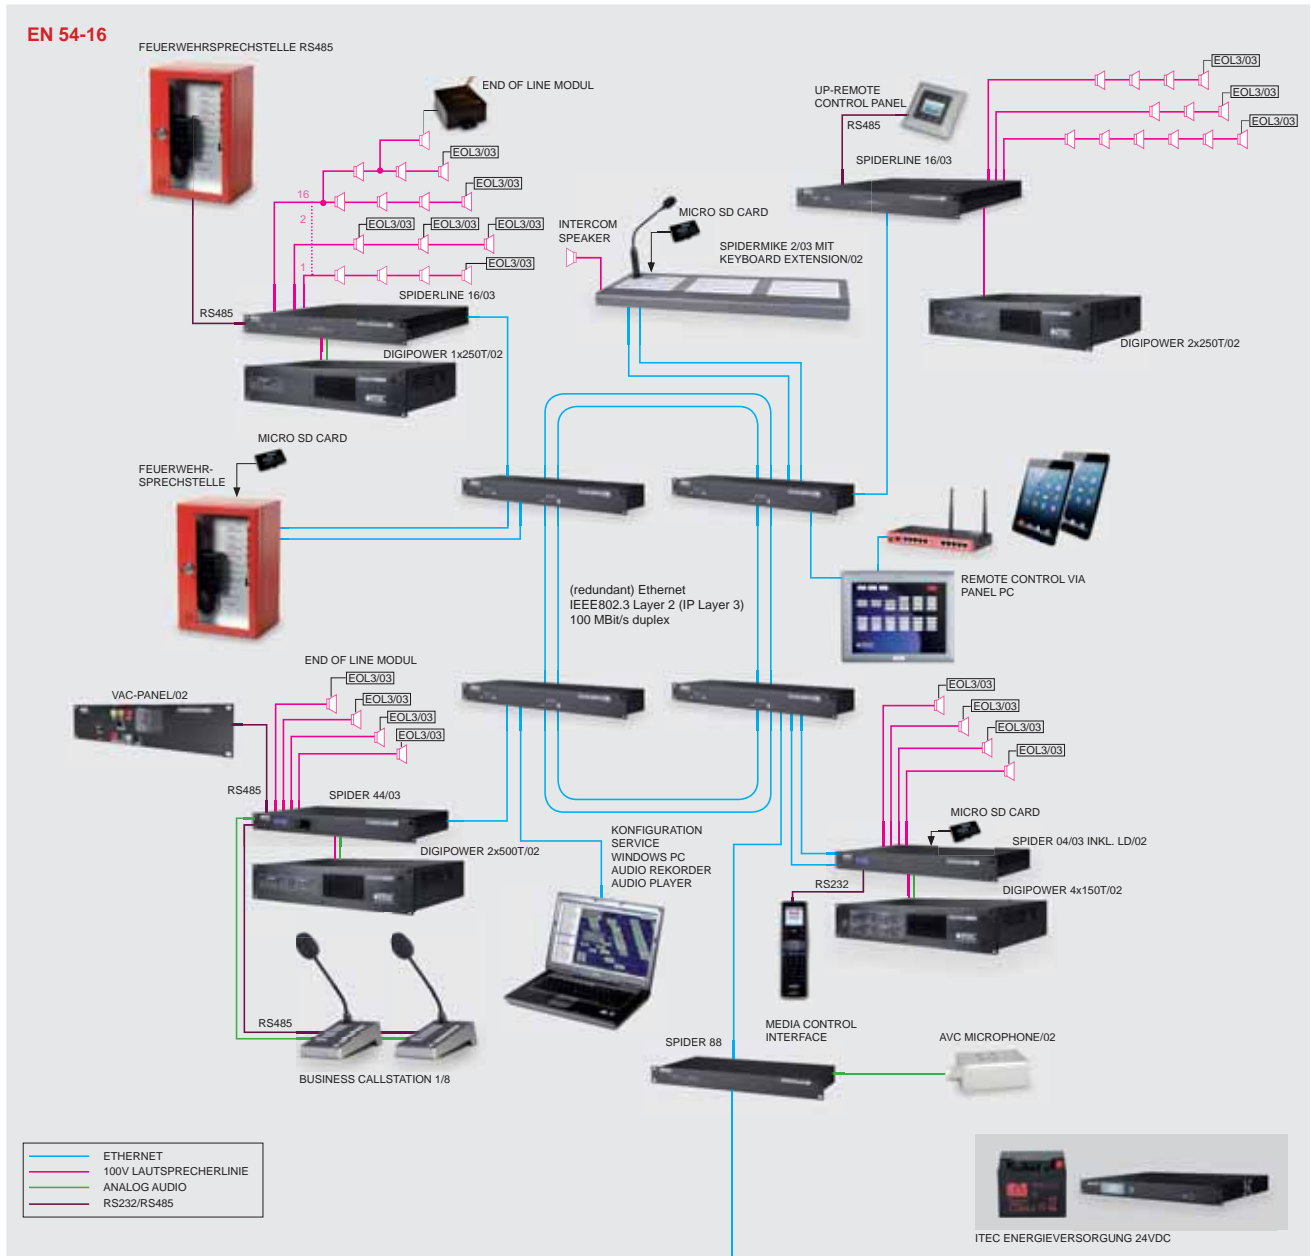 EN 54-16
FEUERWEHRSPRECHSTELLE RS485
END OF LINE MODUL
EOL3/03
16
EOL3/03
2
EOL3/03
EOL3/03
EOL3/03
1
EOL3/03
SPIDERLINE 16/03
RS485
DIGIPOWER 1x250T/02
UP-REMOTE
CONTROL PANEL
RS485
SPIDERLINE 16/03
EOL3/03
EOL3/03
EOL3/03
INTERCOM
SPEAKER
MICRO SD CARD
SPIDERMIKE 2/03 MIT
KEYBOARD EXTENSION/02
DIGIPOWER 2x250T/02
MICRO SD CARD
FEUERWEHR-
SPRECHSTELLE
(redundant) Ethernet
IEEE802.3 Layer 2 (IP Layer 3)
100 MBit/s duplex
REMOTE CONTROL VIA
PANEL PC
END OF LINE MODUL
EOL3/03
EOL3/03
EOL3/03
EOL3/03
VAC-PANEL/02
RS485
SPIDER 44/03
DIGIPOWER 2x500T/02
RS485
BUSINESS CALLSTATION 1/8
KONFIGURATION
SERVICE
WINDOWS PC
AUDIO REKORDER
AUDIO PLAYER
EOL3/03
EOL3/03
EOL3/03
EOL3/03
MICRO SD CARD
SPIDER 04/03 INKL. LD/02
RS232
DIGIPOWER 4x150T/02
MEDIA CONTROL
INTERFACE
SPIDER 88
AVC MICROPHONE/02
ETHERNET
100V LAUTSPRECHERLINIE
ANALOG AUDIO
RS232/RS485
ITEC ENERGIEVERSORGUNG 24VDC